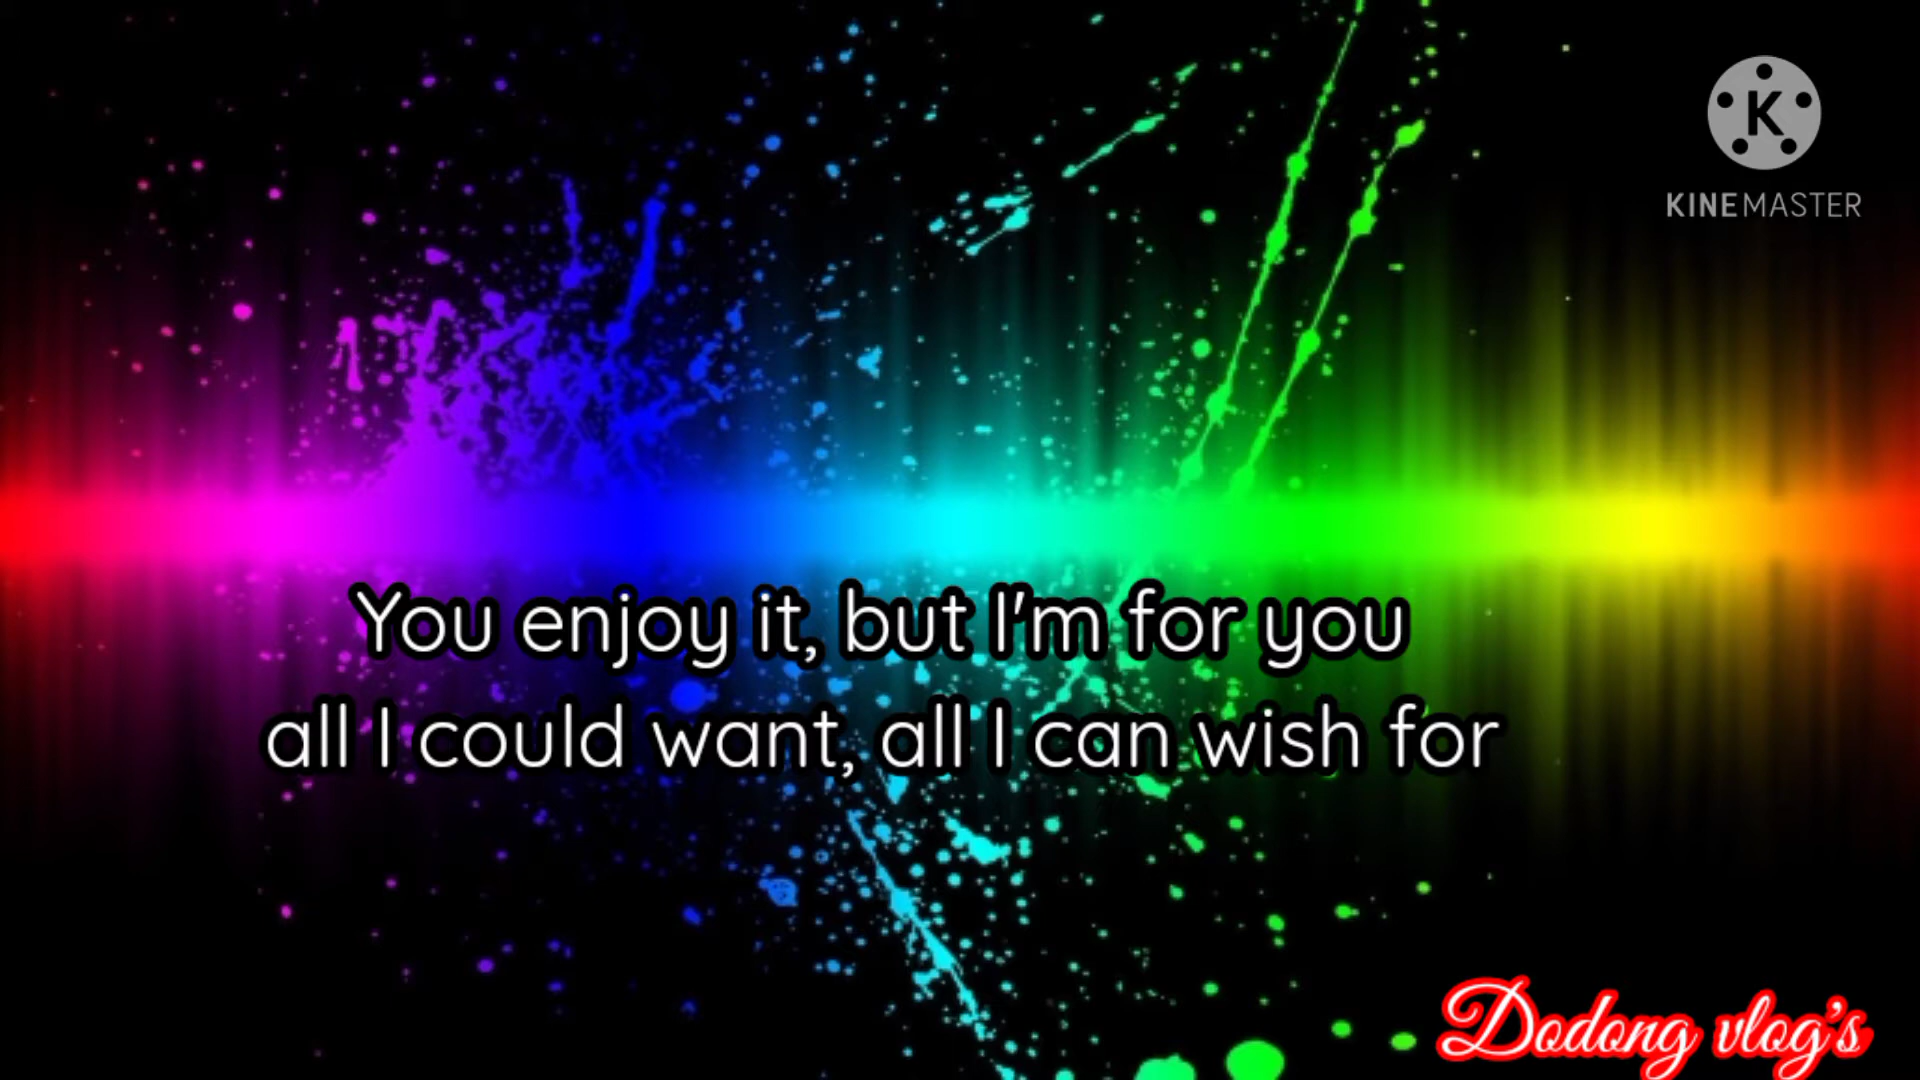 K
KINEMASTER
You enjoy it, but I'm for you
all I could want, all I can wish for
Dodong vlog's